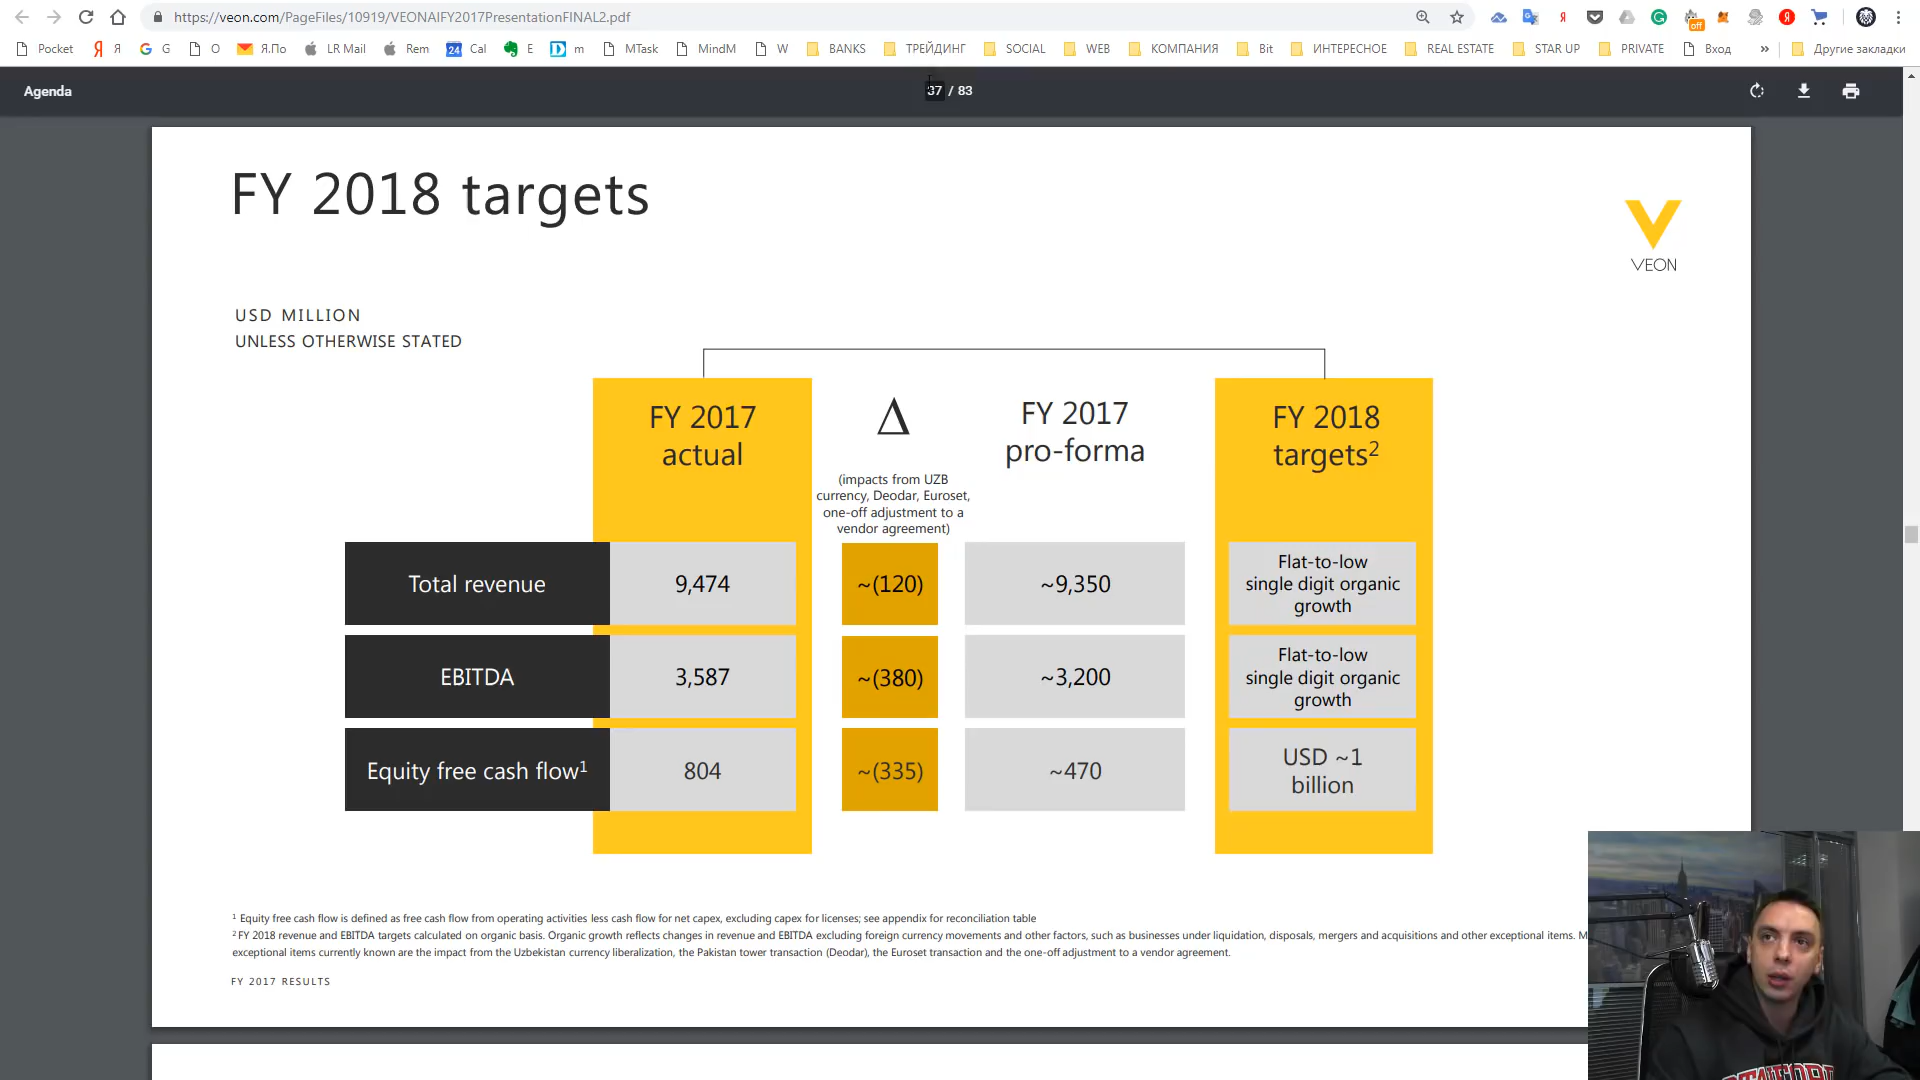 https://veon.com/PageFiles/10919/VEONAIFY2017PresentationFINAL2.pdf
off
Pocket Я Я G G O Я.По LR Mail Rem 24 Cal E D m MTask MindM W BANKS ТРЕЙДИНГ SOCIAL WEB КОМПАНИЯ Bit ИНТЕРЕСНОЕ REAL ESTATE STAR UP PRIVATE Вход » Другие закладки
Agenda 37 / 83
FY 2018 targets
VEON
USD MILLION
UNLESS OTHERWISE STATED
FY 2017
actual
Δ
(impacts from UZB
currency, Deodar, Euroset,
one-off adjustment to a
vendor agreement)
FY 2017
pro-forma
FY 2018
targets²
Total revenue 9,474 ~(120) ~9,350 Flat-to-low
single digit organic
growth
EBITDA 3,587 ~(380) ~3,200 Flat-to-low
single digit organic
growth
Equity free cash flow¹ 804 ~(335) ~470 USD ~1
billion
¹ Equity free cash flow is defined as free cash flow from operating activities less cash flow for net capex, excluding capex for licenses; see appendix for reconciliation table
² FY 2018 revenue and EBITDA targets calculated on organic basis. Organic growth reflects changes in revenue and EBITDA excluding foreign currency movements and other factors, such as businesses under liquidation, disposals, mergers and acquisitions and other exceptional items. M
exceptional items currently known are the impact from the Uzbekistan currency liberalization, the Pakistan tower transaction (Deodar), the Euroset transaction and the one-off adjustment to a vendor agreement.
FY 2017 RESULTS